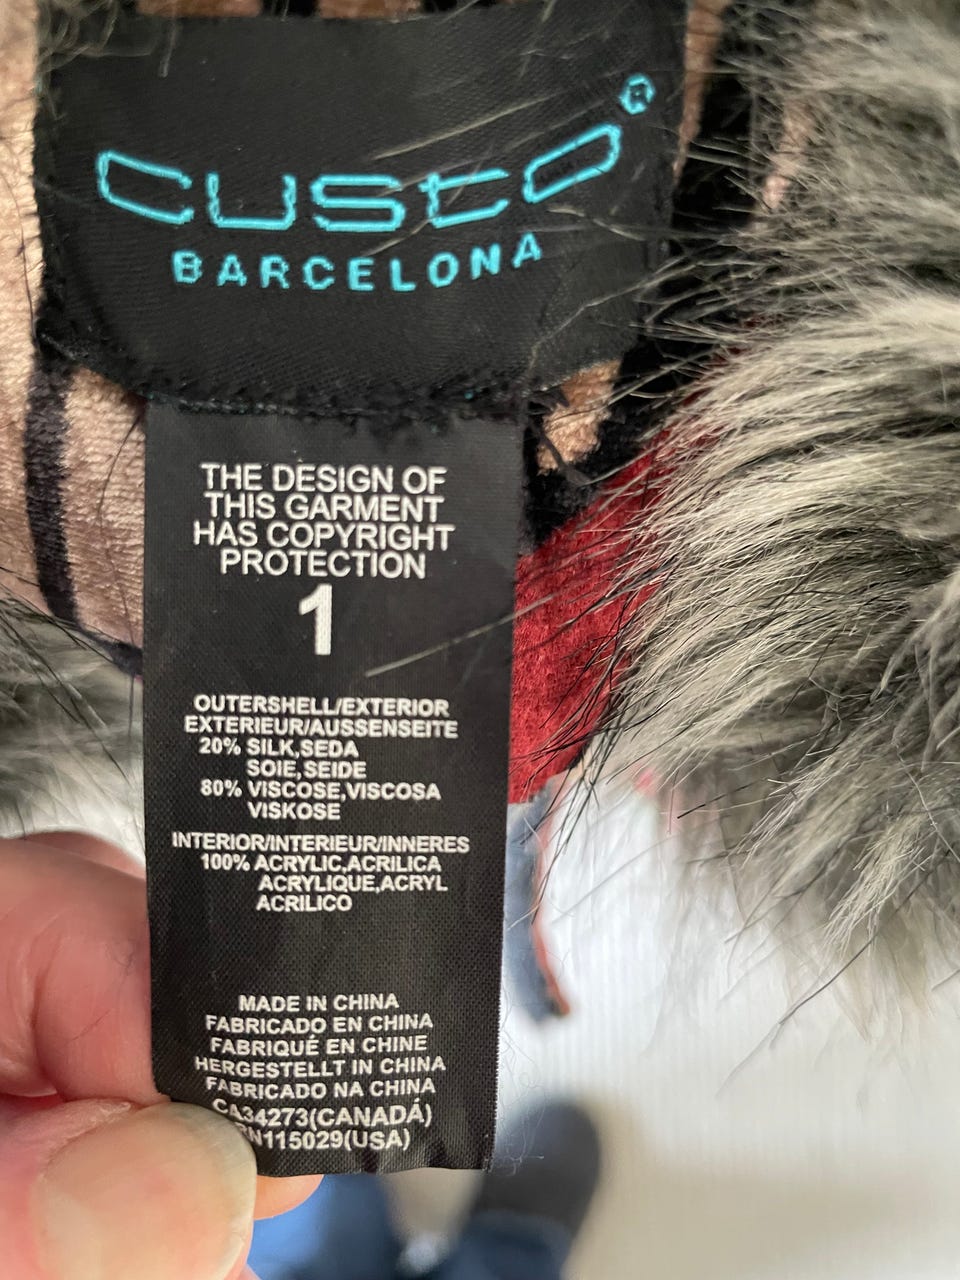 CUSTO®
BARCELONA
THE DESIGN OF
THIS GARMENT
HAS COPYRIGHT
PROTECTION
1
OUTERSHELL/EXTERIOR
EXTERIEUR/AUSSENSEITE
20% SILK,SEDA
SOIE,SEIDE
80% VISCOSE,VISCOSA
VISKOSE
INTERIOR/INTERIEUR/INNERES
100% ACRYLIC,ACRILICA
ACRYLIQUE,ACRYL
ACRILICO
MADE IN CHINA
FABRICADO EN CHINA
FABRIQUÉ EN CHINE
HERGESTELLT IN CHINA
FABRICADO NA CHINA
CA34273(CANADÁ)
RN115029(USA)